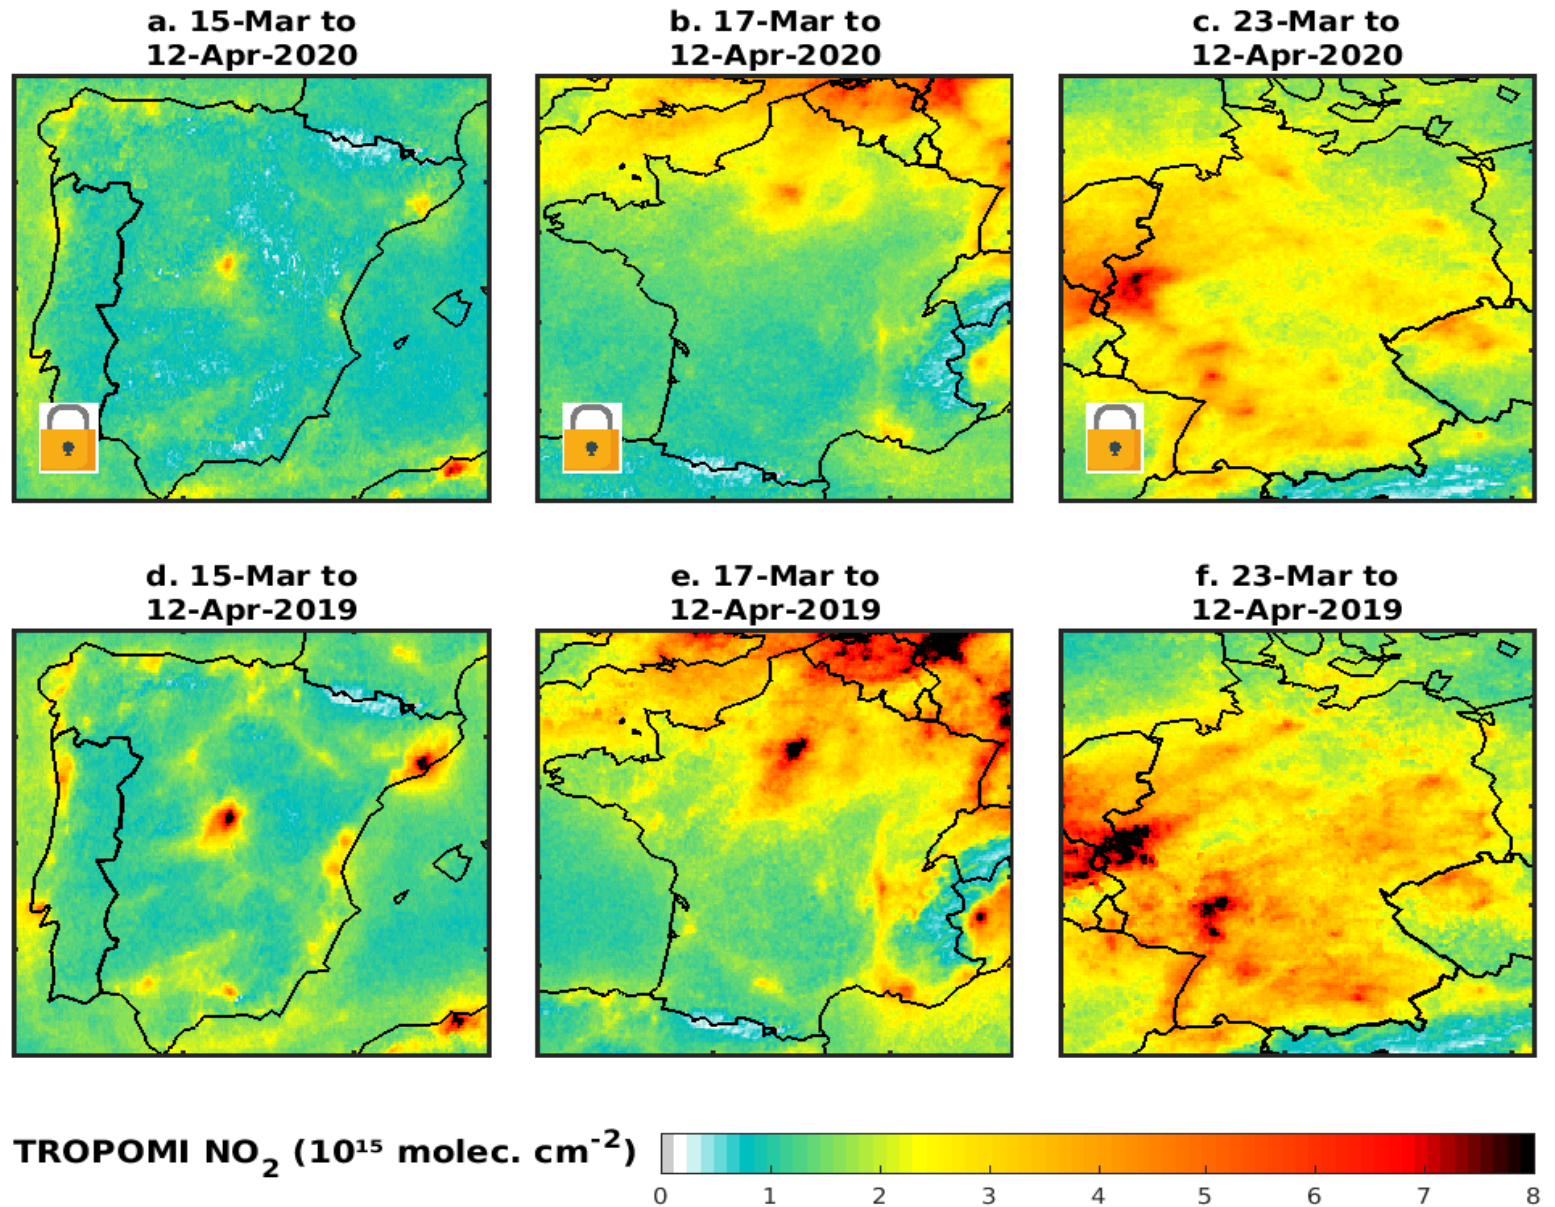 a. 15-Mar to
12-Apr-2020
b. 17-Mar to
12-Apr-2020
c. 23-Mar to
12-Apr-2020
d. 15-Mar to
12-Apr-2019
e. 17-Mar to
12-Apr-2019
f. 23-Mar to
12-Apr-2019
TROPOMI NO₂ (10¹⁵ molec. cm⁻²)
0 1 2 3 4 5 6 7 8